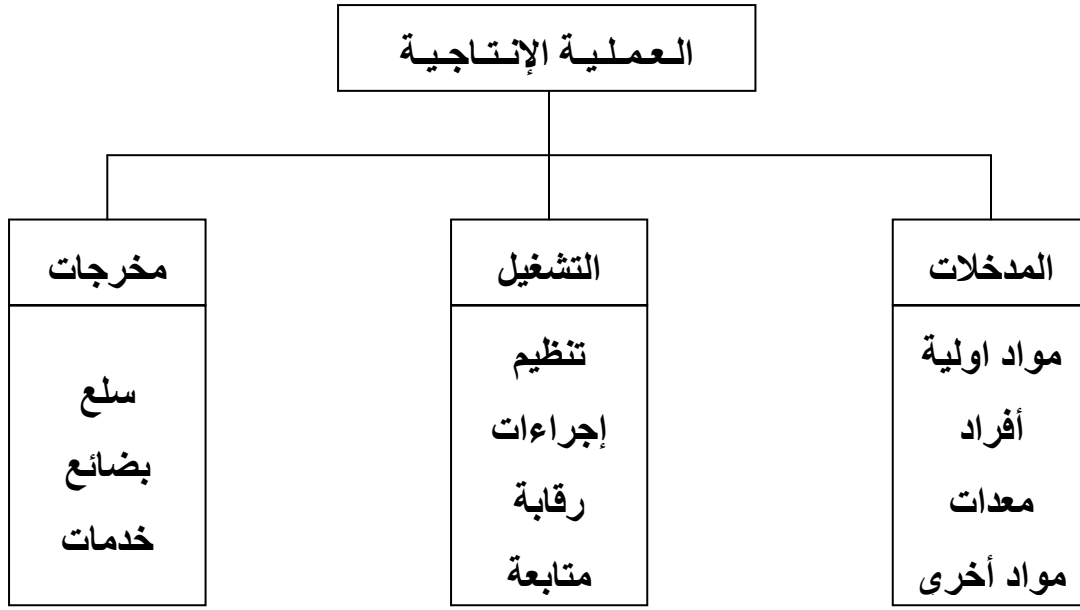 العملية الإنتاجية
المدخلات
مواد اولية
أفراد
معدات
مواد أخرى
التشغيل
تنظيم
إجراءات
رقابة
متابعة
مخرجات
سلع
بضائع
خدمات